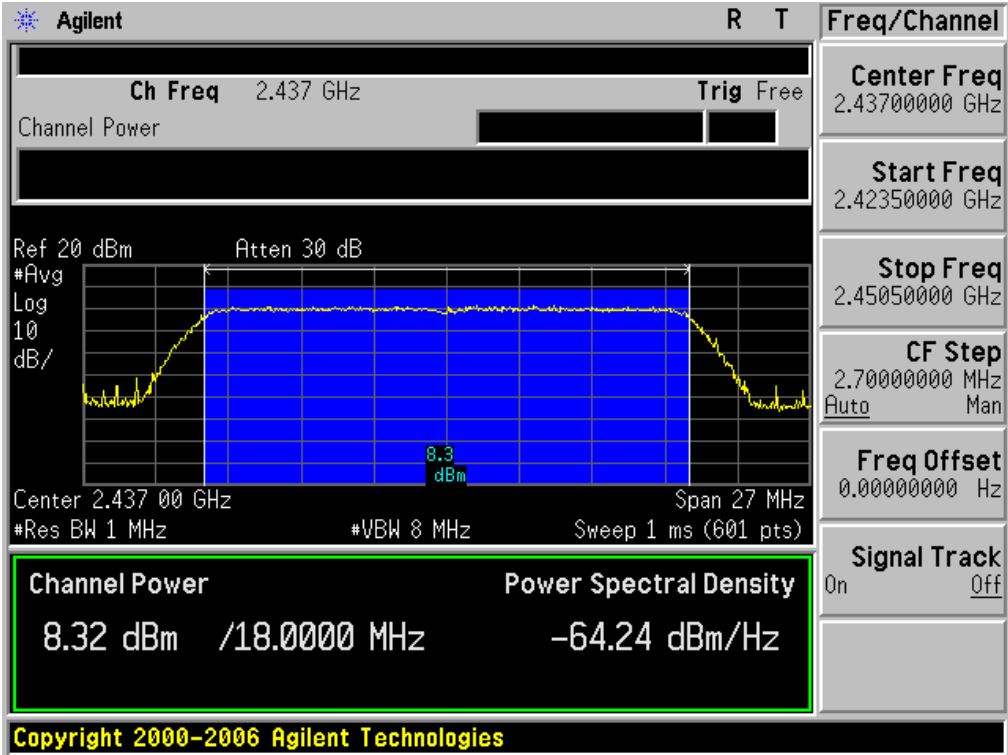 Agilent R T
Ch Freq 2.437 GHz Trig Free
Channel Power
Ref 20 dBm Atten 30 dB
#Avg
Log
10
dB/
8.3
dBm
Center 2.437 00 GHz Span 27 MHz
#Res BW 1 MHz #VBW 8 MHz Sweep 1 ms (601 pts)
Channel Power Power Spectral Density
8.32 dBm /18.0000 MHz -64.24 dBm/Hz
Copyright 2000-2006 Agilent Technologies
Freq/Channel
Center Freq
2.43700000 GHz
Start Freq
2.42350000 GHz
Stop Freq
2.45050000 GHz
CF Step
2.70000000 MHz
Auto Man
Freq Offset
0.00000000 Hz
Signal Track
On Off